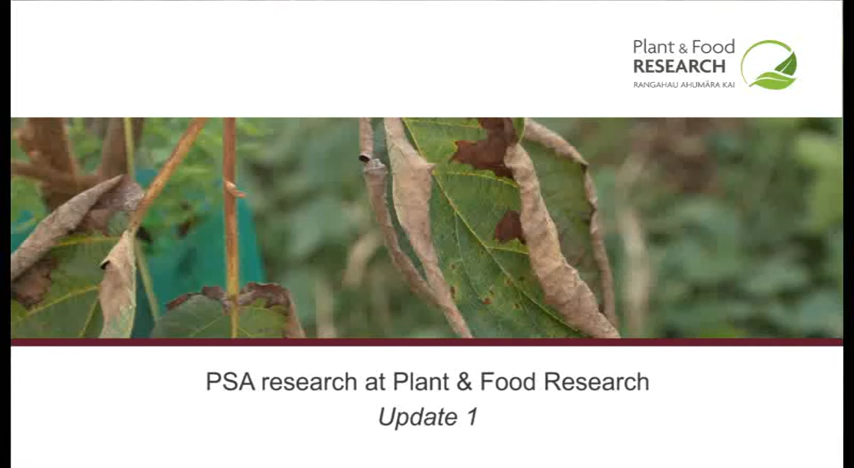 Plant & Food
RESEARCH
RANGAHAU AHUMĀRA KAI
PSA research at Plant & Food Research
Update 1